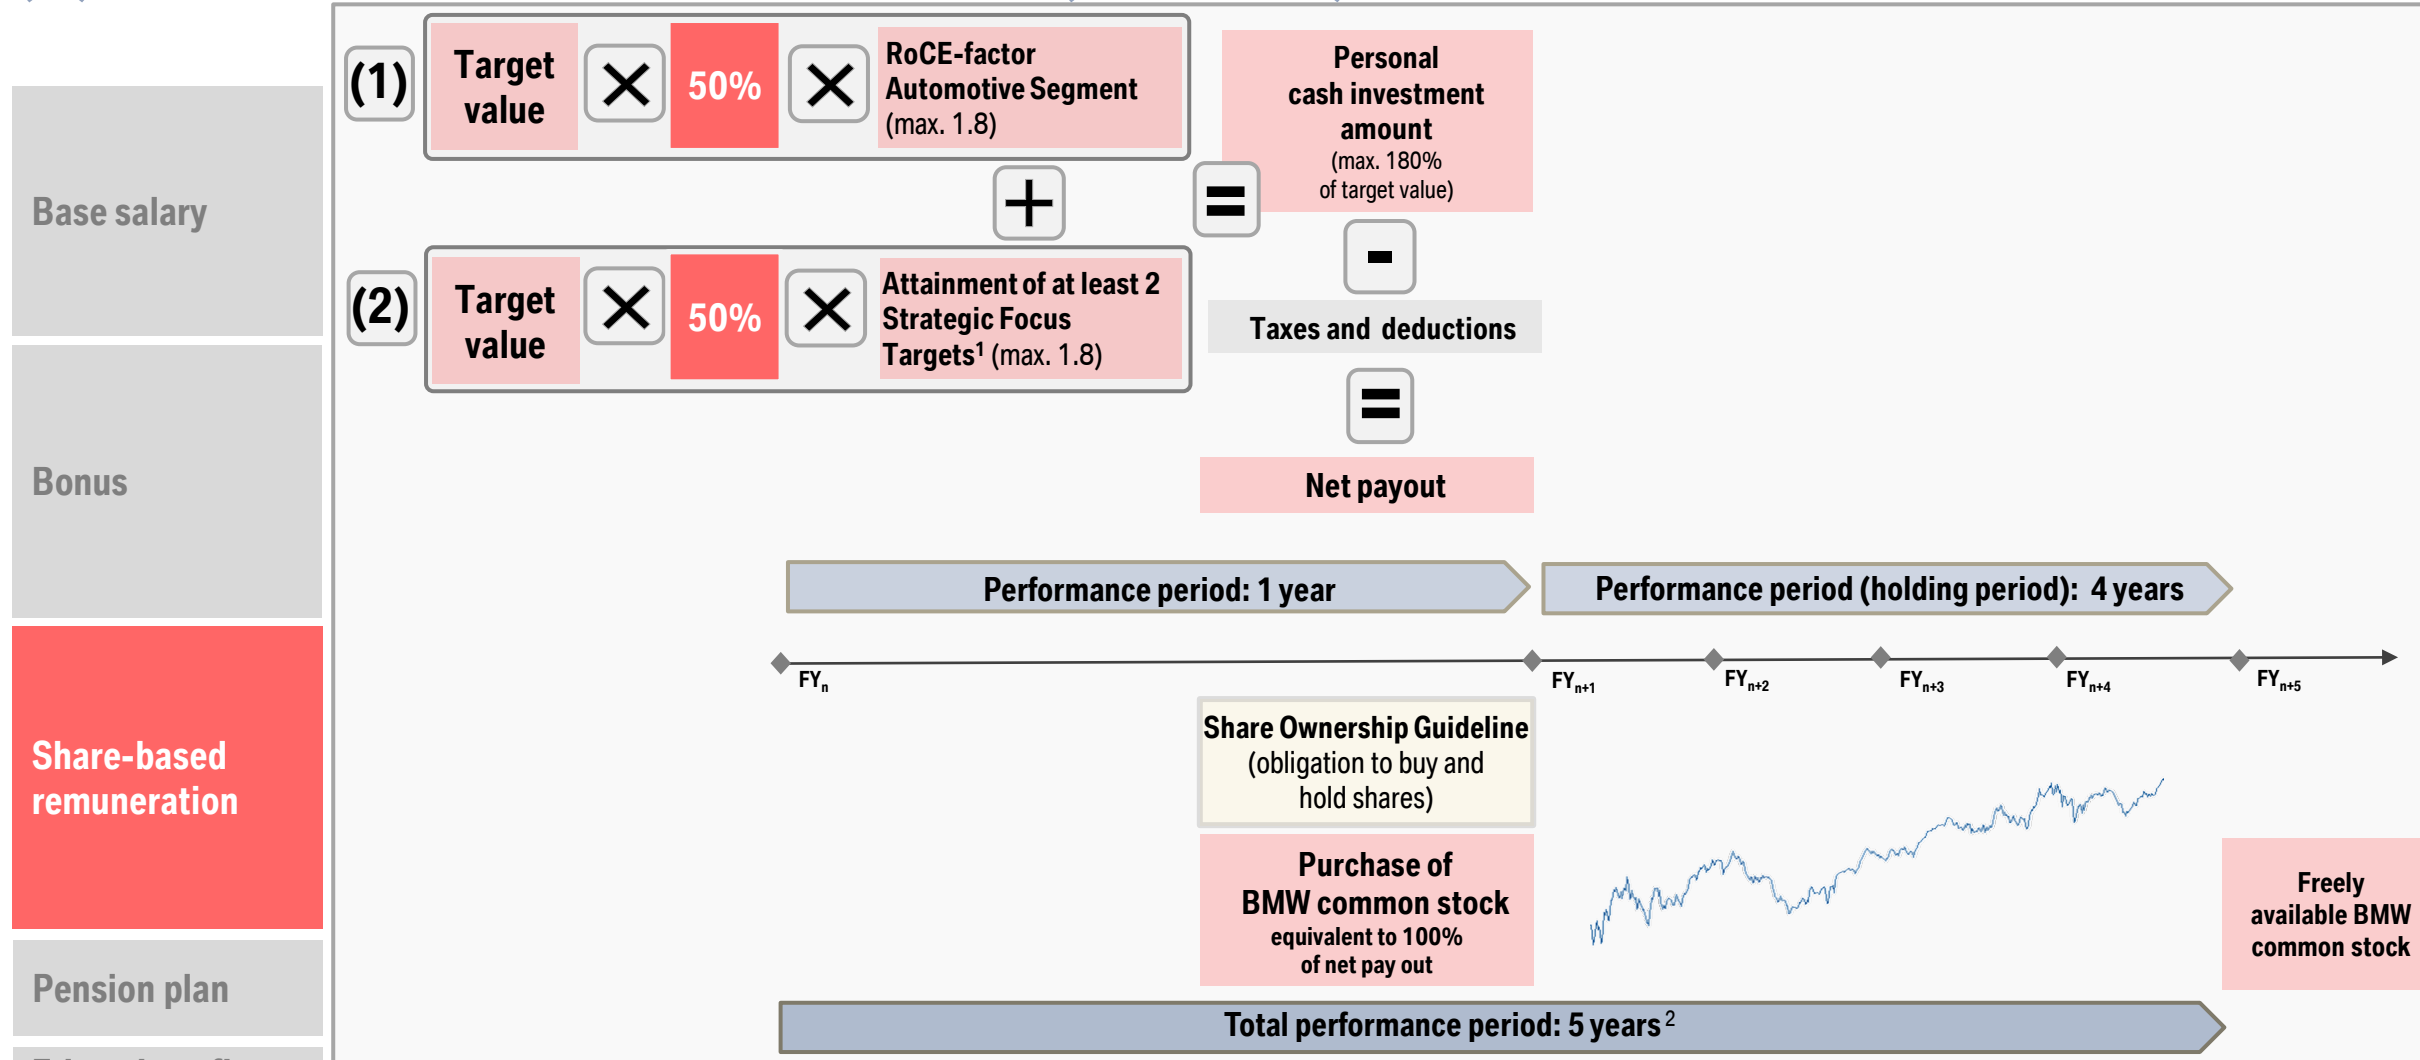 Base salary
Bonus
Share-based
remuneration
Pension plan
(1)
Target
value
50%
RoCE-factor
Automotive Segment
(max. 1.8)
+
=
Personal
cash investment
amount
(max. 180%
of target value)
-
(2)
Target
value
50%
Attainment of at least 2
Strategic Focus
Targets¹ (max. 1.8)
Taxes and deductions
=
Net payout
Performance period: 1 year
Performance period (holding period): 4 years
FYn
FYn+1
FYn+2
FYn+3
FYn+4
FYn+5
Share Ownership Guideline
(obligation to buy and
hold shares)
Purchase of
BMW common stock
equivalent to 100%
of net pay out
Freely
available BMW
common stock
Total performance period: 5 years²